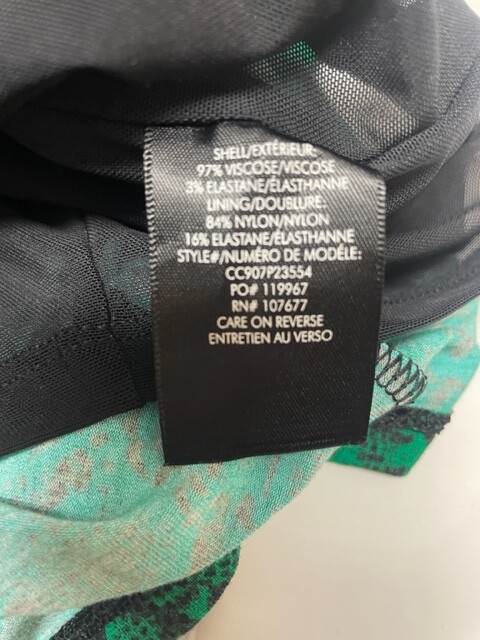 SHELL/EXTÉRIEUR:
97% VISCOSE/VISCOSE
3% ELASTANE/ÉLASTHANNE
LINING/DOUBLURE:
84% NYLON/NYLON
16% ELASTANE/ÉLASTHANNE
STYLE#/NUMÉRO DE MODÈLE:
CC907P23554
PO# 119967
RN# 107677
CARE ON REVERSE
ENTRETIEN AU VERSO